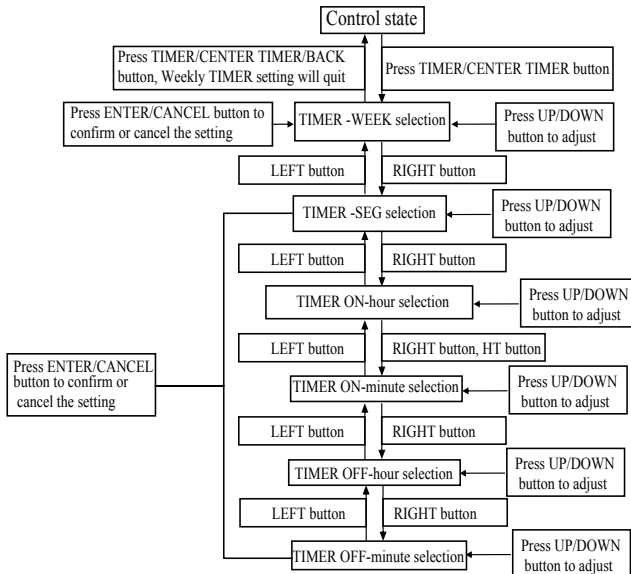 Control state
Press TIMER/CENTER TIMER/BACK
button, Weekly TIMER setting will quit
Press TIMER/CENTER TIMER button
Press ENTER/CANCEL button to
confirm or cancel the setting
TIMER -WEEK selection
Press UP/DOWN
button to adjust
LEFT button
RIGHT button
TIMER -SEG selection
Press UP/DOWN
button to adjust
LEFT button
RIGHT button
TIMER ON-hour selection
Press UP/DOWN
button to adjust
LEFT button
RIGHT button, HT button
Press ENTER/CANCEL
button to confirm or
cancel the setting
TIMER ON-minute selection
Press UP/DOWN
button to adjust
LEFT button
RIGHT button
TIMER OFF-hour selection
Press UP/DOWN
button to adjust
LEFT button
RIGHT button
TIMER OFF-minute selection
Press UP/DOWN
button to adjust